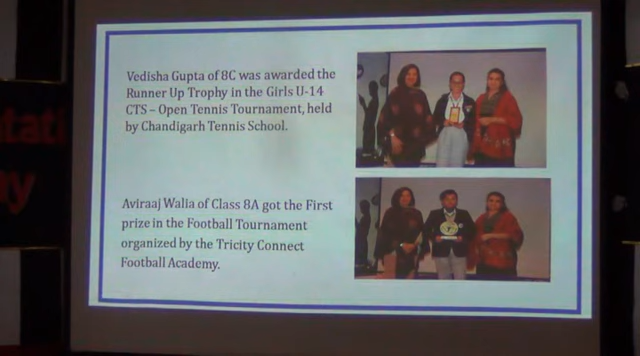 Vedisha Gupta of 8C was awarded the
Runner Up Trophy in the Girls U-14
CTS – Open Tennis Tournament, held
by Chandigarh Tennis School.
Aviraaj Walia of Class 8A got the First
prize in the Football Tournament
organized by the Tricity Connect
Football Academy.